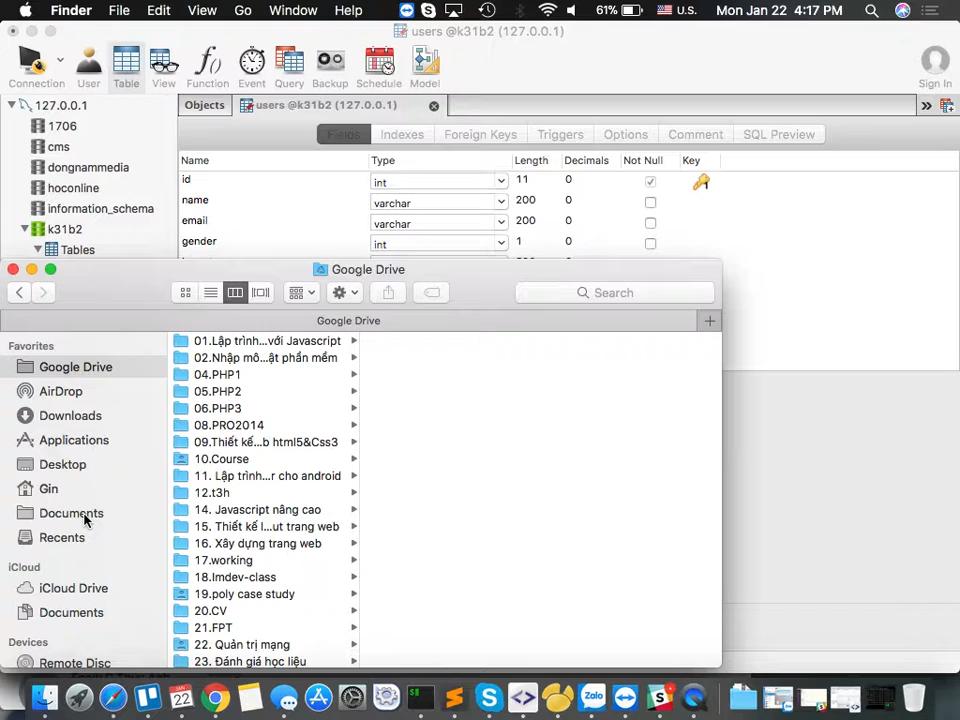 Finder File Edit View Go Window Help 61% U.S. Mon Jan 22 4:17 PM
users @k31b2 (127.0.0.1)
Connection User Table View Function Event Query Backup Schedule Model Sign In
127.0.0.1
1706
cms
dongnammedia
hoconline
information_schema
k31b2
Tables
Objects users @k31b2 (127.0.0.1)
Fields Indexes Foreign Keys Triggers Options Comment SQL Preview
Name Type Length Decimals Not Null Key
id int 11 0
name varchar 200 0
email varchar 200 0
gender int 1 0
Google Drive
Search
Google Drive
Favorites
Google Drive
AirDrop
Downloads
Applications
Desktop
Gin
Documents
Recents
iCloud
iCloud Drive
Documents
Devices
Remote Disc
01.Lập trình...với Javascript
02.Nhập mô...ật phần mềm
04.PHP1
05.PHP2
06.PHP3
08.PRO2014
09.Thiết kế...b html5&Css3
10.Course
11. Lập trình...r cho android
12.t3h
14. Javascript nâng cao
15. Thiết kế l...ut trang web
16. Xây dựng trang web
17.working
18.lmdev-class
19.poly case study
20.CV
21.FPT
22. Quản trị mạng
23. Đánh giá học liệu
22
Zalo